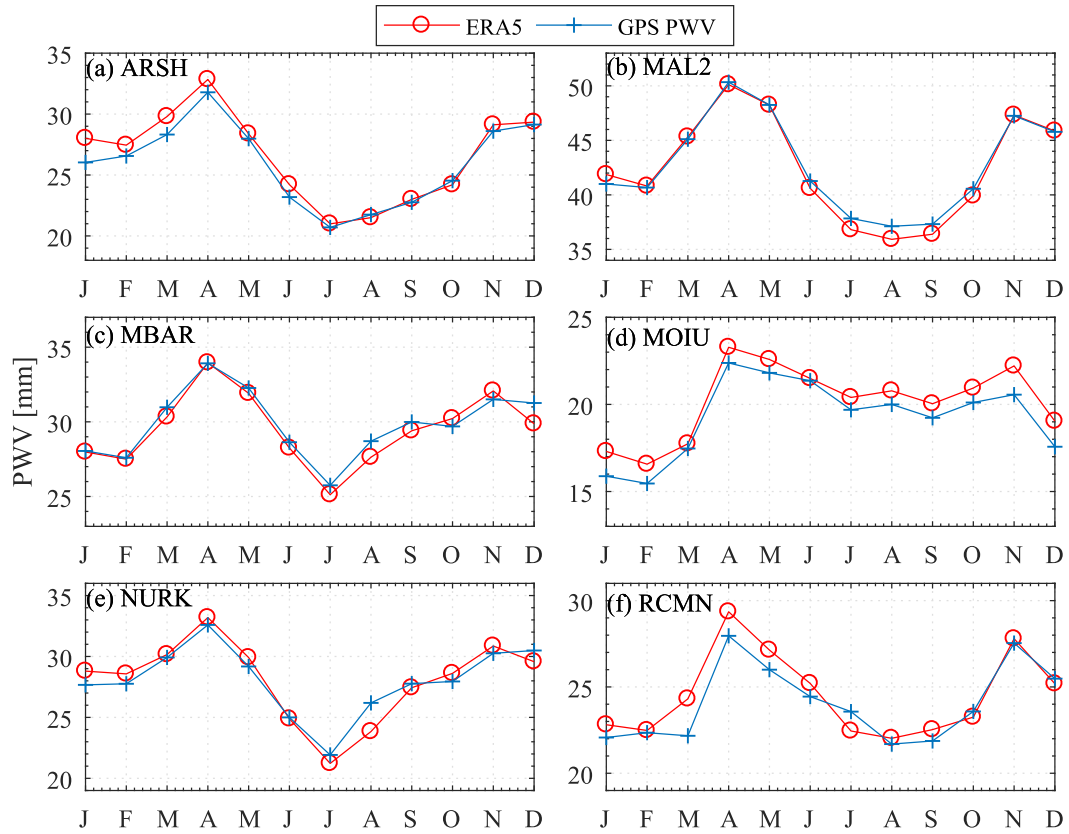 ERA5 GPS PWV
(a) ARSH
35
30
25
20
J F M A M J J A S O N D
(b) MAL2
50
45
40
35
J F M A M J J A S O N D
PWV [mm]
(c) MBAR
35
30
25
J F M A M J J A S O N D
(d) MOIU
25
20
15
J F M A M J J A S O N D
(e) NURK
35
30
25
20
J F M A M J J A S O N D
(f) RCMN
30
25
20
J F M A M J J A S O N D